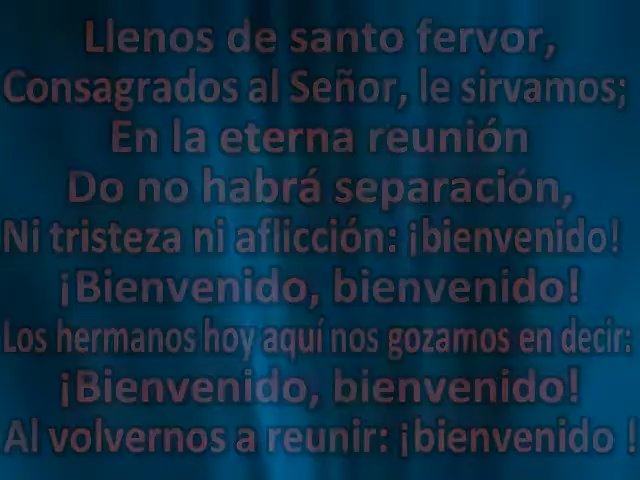 Llenos de santo fervor,
Consagrados al Señor, le sirvamos;
En la eterna reunión
Do no habrá separación,
Ni tristeza ni aflicción: ¡bienvenido!
¡Bienvenido, bienvenido!
Los hermanos hoy aquí nos gozamos en decir:
¡Bienvenido, bienvenido!
Al volvernos a reunir: ¡bienvenido !